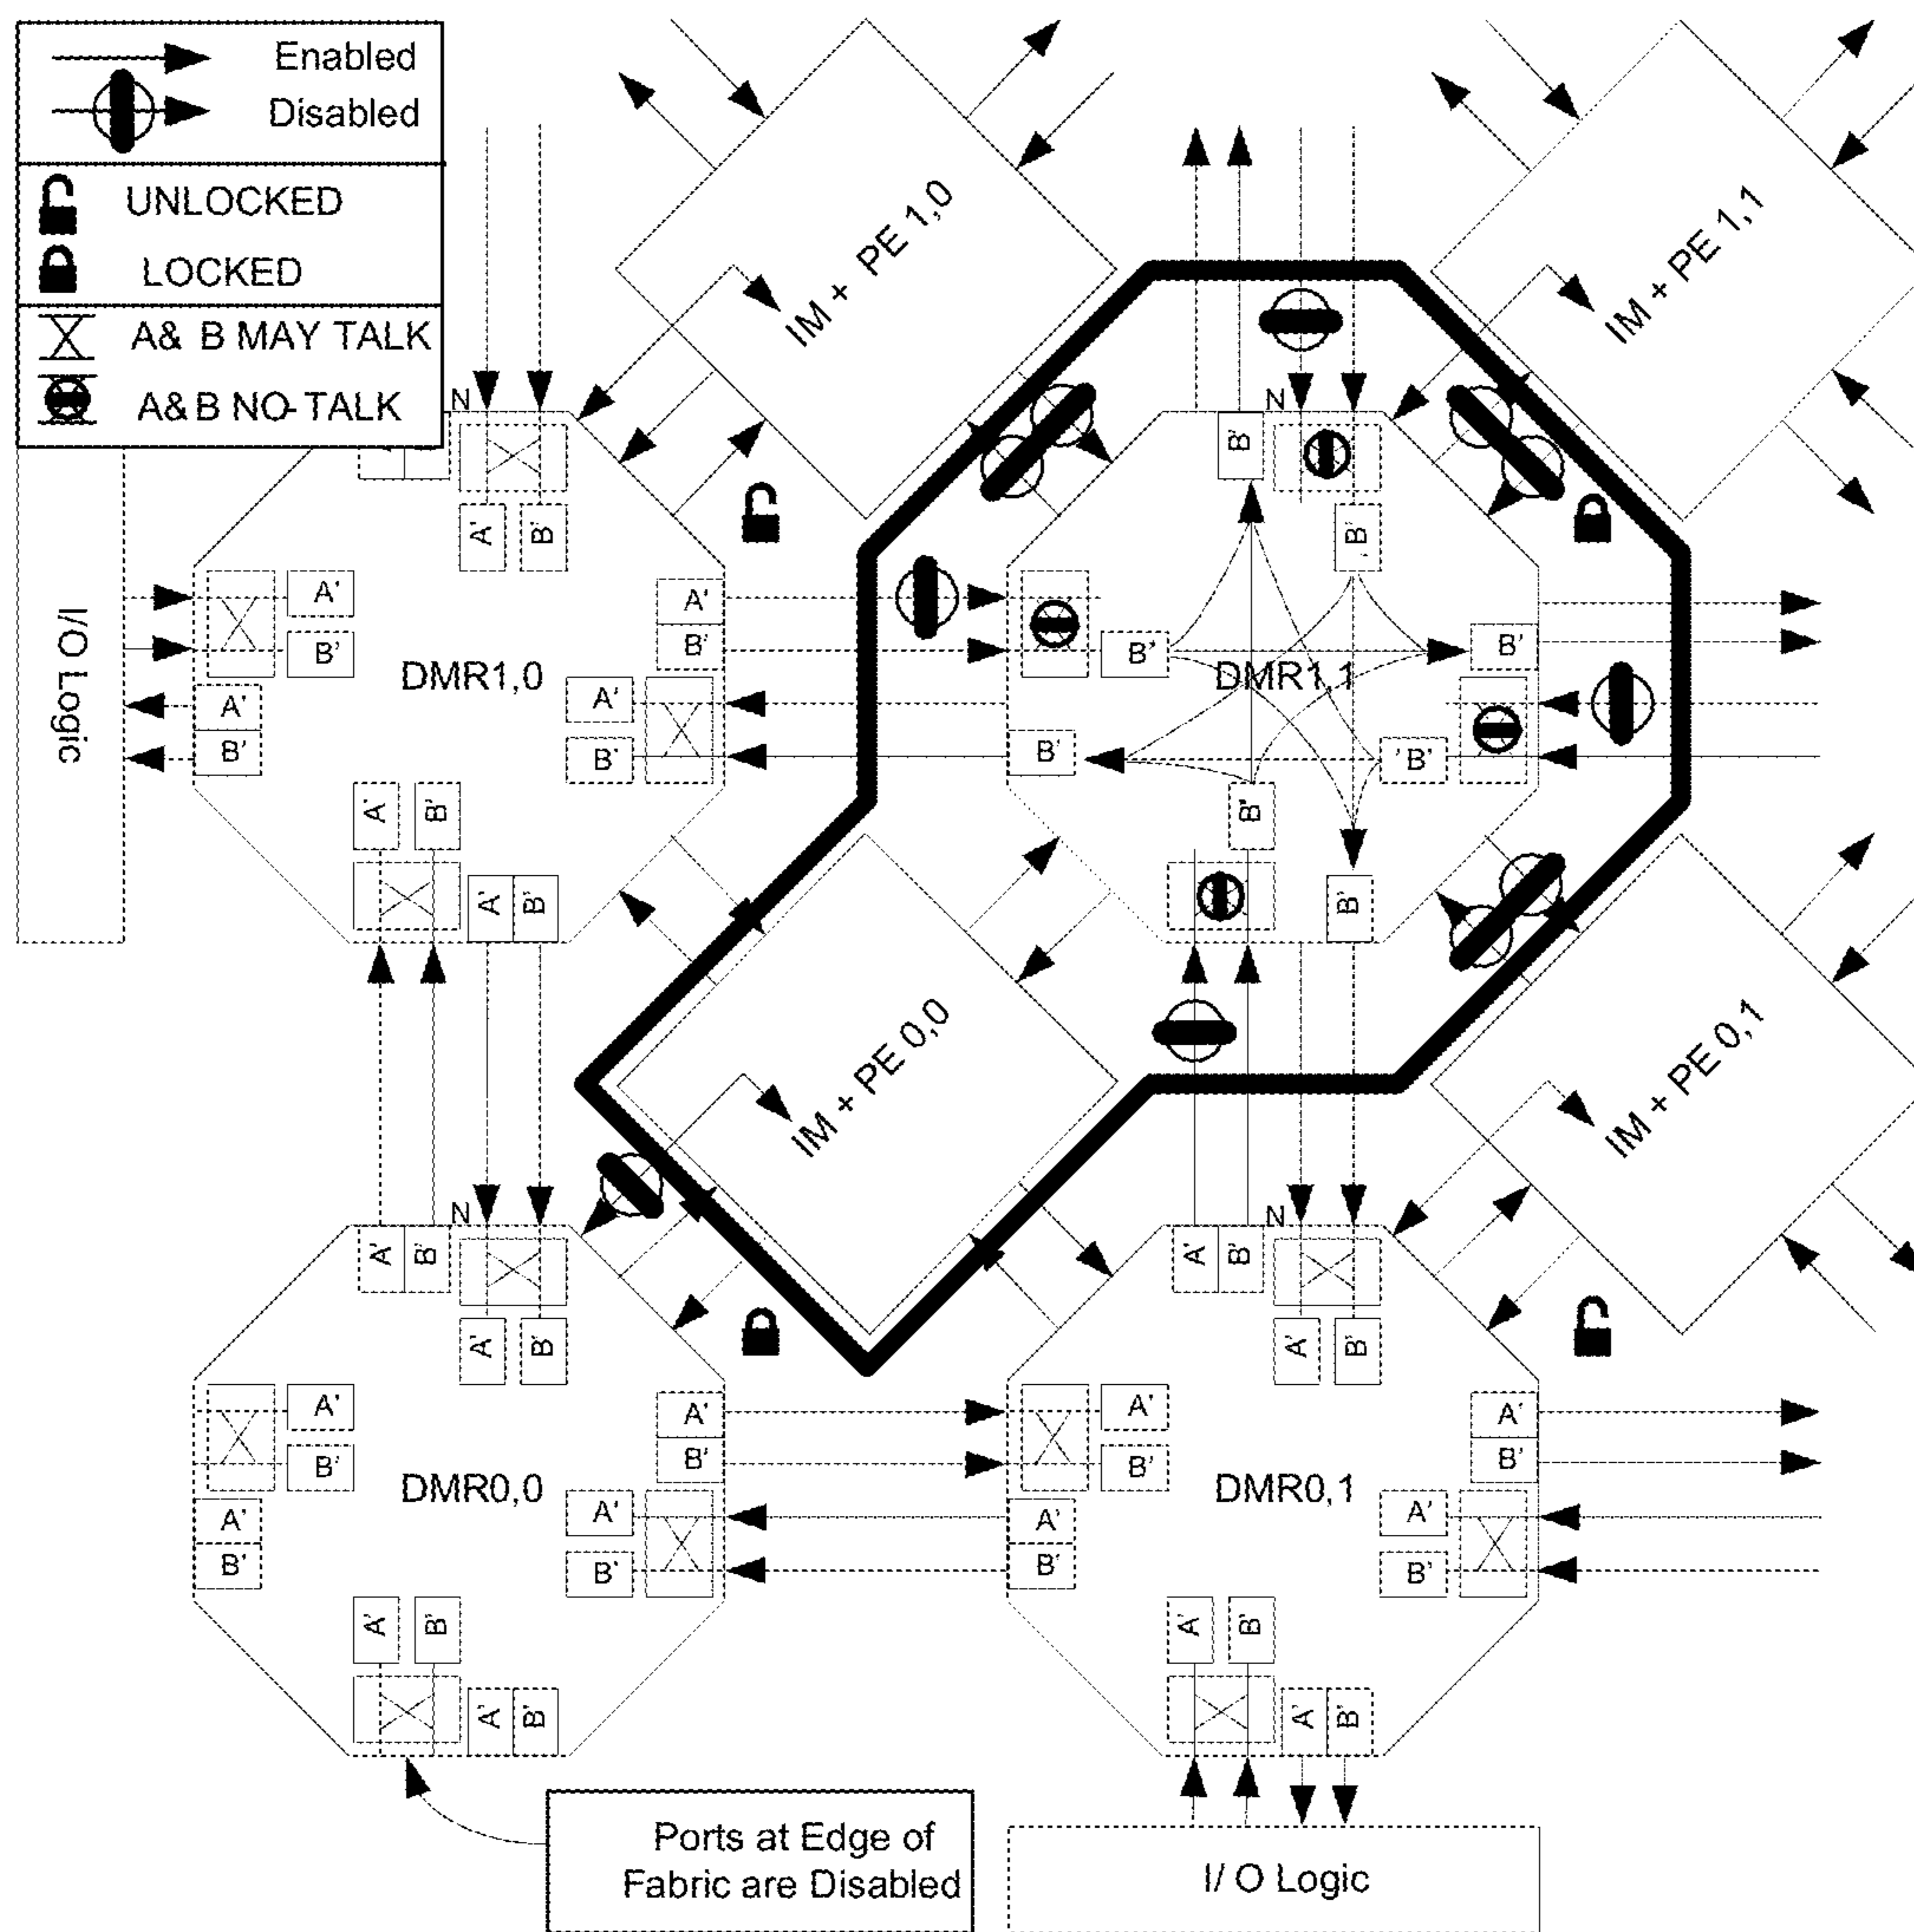 Enabled
Disabled
UNLOCKED
LOCKED
A& B MAY TALK
A&B NO-TALK
IM + PE 1,0
IM + PE 1,1
N
N
B'
A'
B'
B'
I/O Logic
A'
B'
A'
B'
B'
B'
DMR1,0
DMR1,1
A'
B'
A'
B'
B'
'B'
A'
B'
A'
B'
B'
B'
IM + PE 0,0
IM + PE 0,1
N
N
A'
B'
A'
B'
A'
B'
A'
B'
A'
B'
A'
B'
A'
B'
A'
B'
DMR0,0
DMR0,1
A'
B'
A'
B'
A'
B'
A'
B'
A'
B'
A'
B'
A'
B'
A'
B'
Ports at Edge of
Fabric are Disabled
I/ O Logic